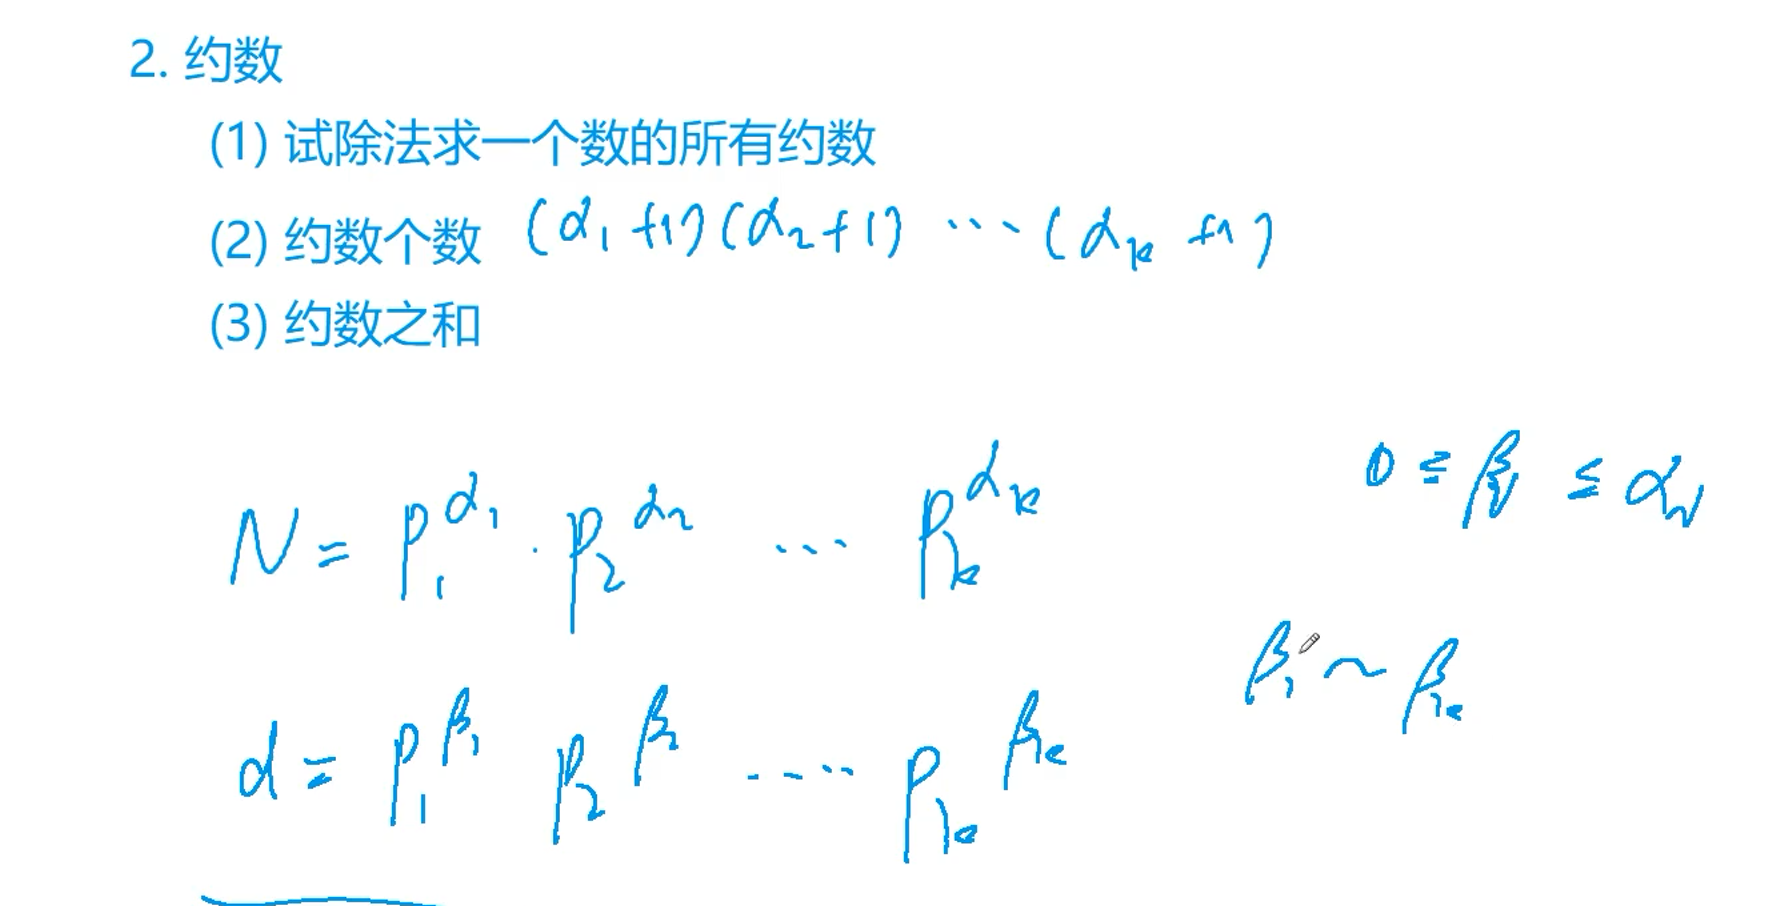 2. 约数
(1) 试除法求一个数的所有约数
(2) 约数个数 (α₁+1)(α₂+1) ⋯ (αₖ+1)
(3) 约数之和
0 ≤ βᵢ ≤ αᵢ
N = P₁^α₁ · P₂^α₂ ⋯ Pₖ^αₖ
β₁ ~ βₖ
d = P₁^β₁ P₂^β₂ ⋯ Pₖ^βₖ